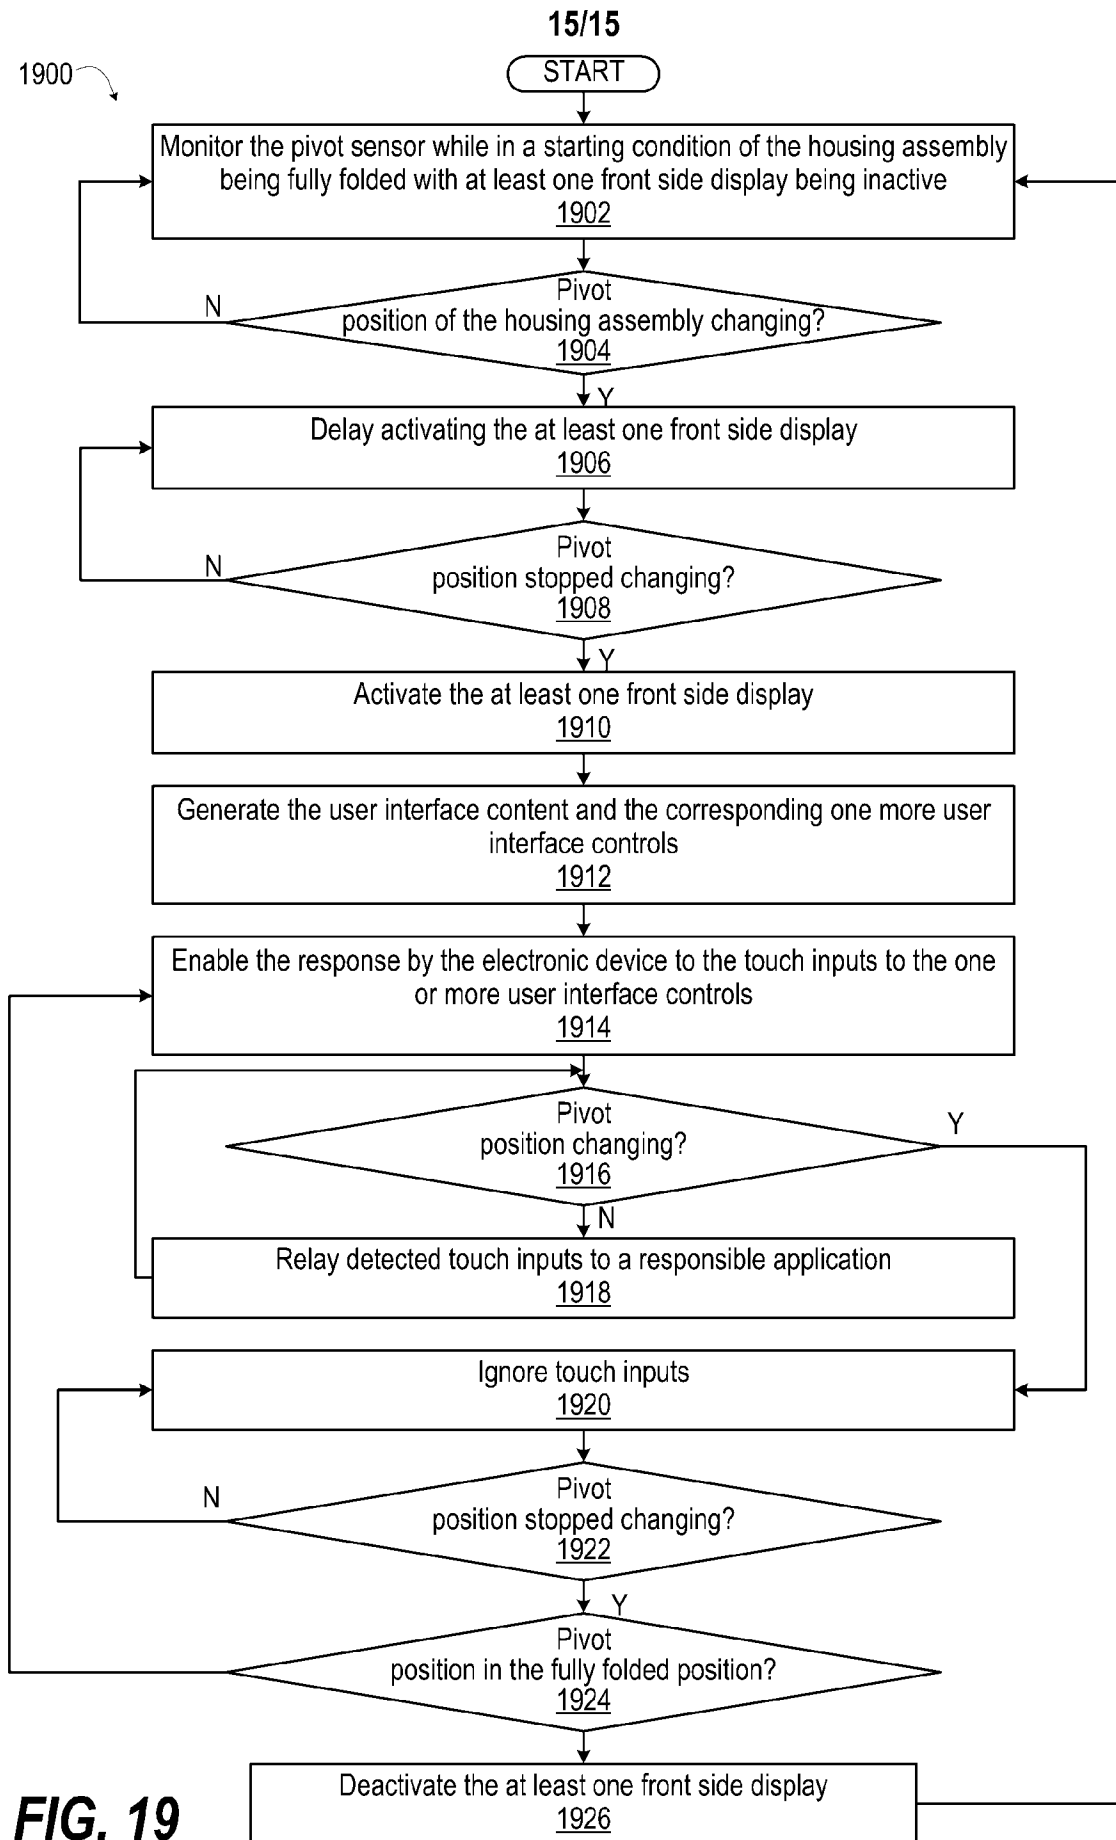 15/15
1900
START
Monitor the pivot sensor while in a starting condition of the housing assembly
being fully folded with at least one front side display being inactive
1902
N
Pivot
position of the housing assembly changing?
1904
Y
Delay activating the at least one front side display
1906
N
Pivot
position stopped changing?
1908
Y
Activate the at least one front side display
1910
Generate the user interface content and the corresponding one more user
interface controls
1912
Enable the response by the electronic device to the touch inputs to the one
or more user interface controls
1914
Pivot
position changing?
1916
Y
N
Relay detected touch inputs to a responsible application
1918
Ignore touch inputs
1920
N
Pivot
position stopped changing?
1922
Y
Pivot
position in the fully folded position?
1924
Deactivate the at least one front side display
1926
FIG. 19